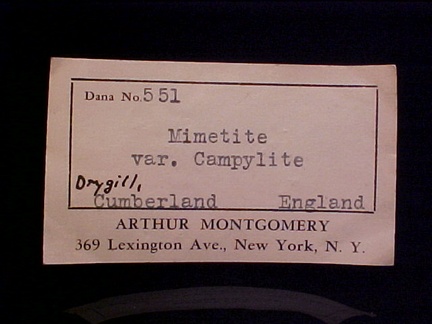 Dana No. 551
Mimetite
var. Campylite
Drygill,
Cumberland England
ARTHUR MONTGOMERY
369 Lexington Ave., New York, N. Y.